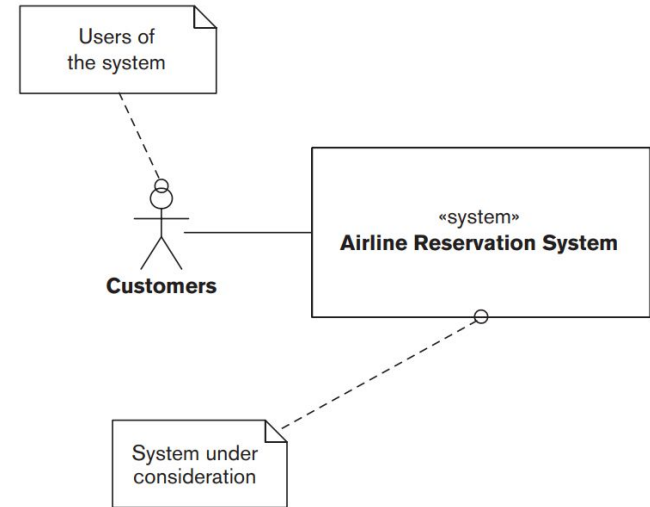 Users of
the system
«system»
Airline Reservation System
Customers
System under
consideration